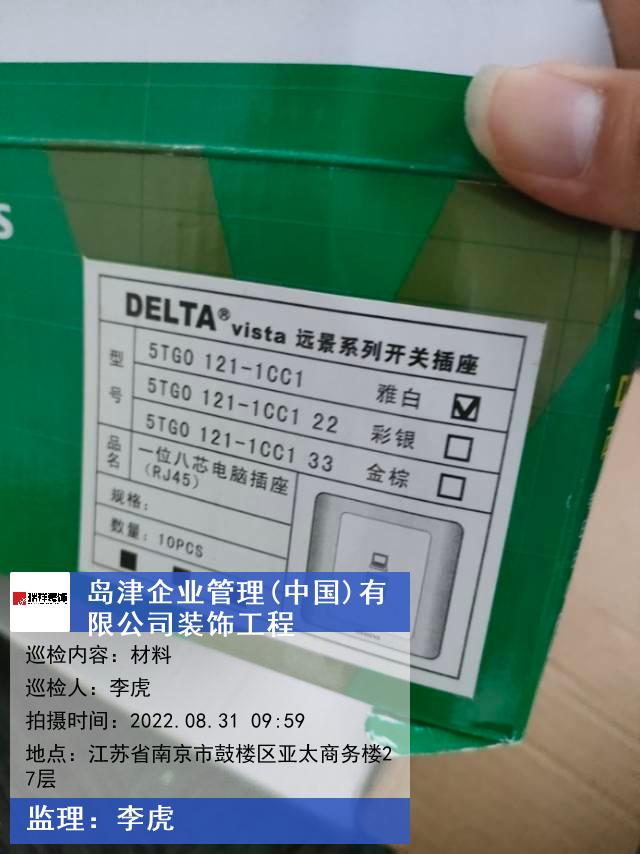 S
DELTA® vista 远景系列开关插座
型号
5TG0 121-1CC1 雅白
5TG0 121-1CC1 22 彩银
5TG0 121-1CC1 33 金棕
品名
一位八芯电脑插座
(RJ45)
规格:
数量: 10PCS
岛津企业管理(中国)有
限公司装饰工程
巡检内容: 材料
巡检人: 李虎
拍摄时间: 2022.08.31 09:59
地点: 江苏省南京市鼓楼区亚太商务楼2
7层
监理: 李虎